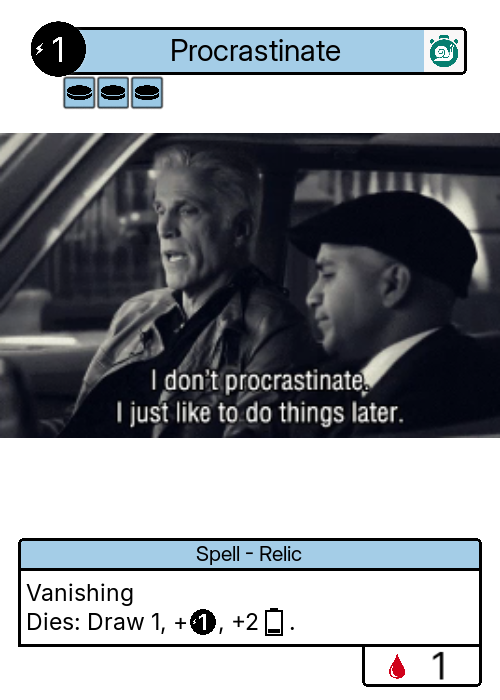 1 Procrastinate
I don't procrastinate,
I just like to do things later.
Spell - Relic
Vanishing
Dies: Draw 1, +1, +2 .
1